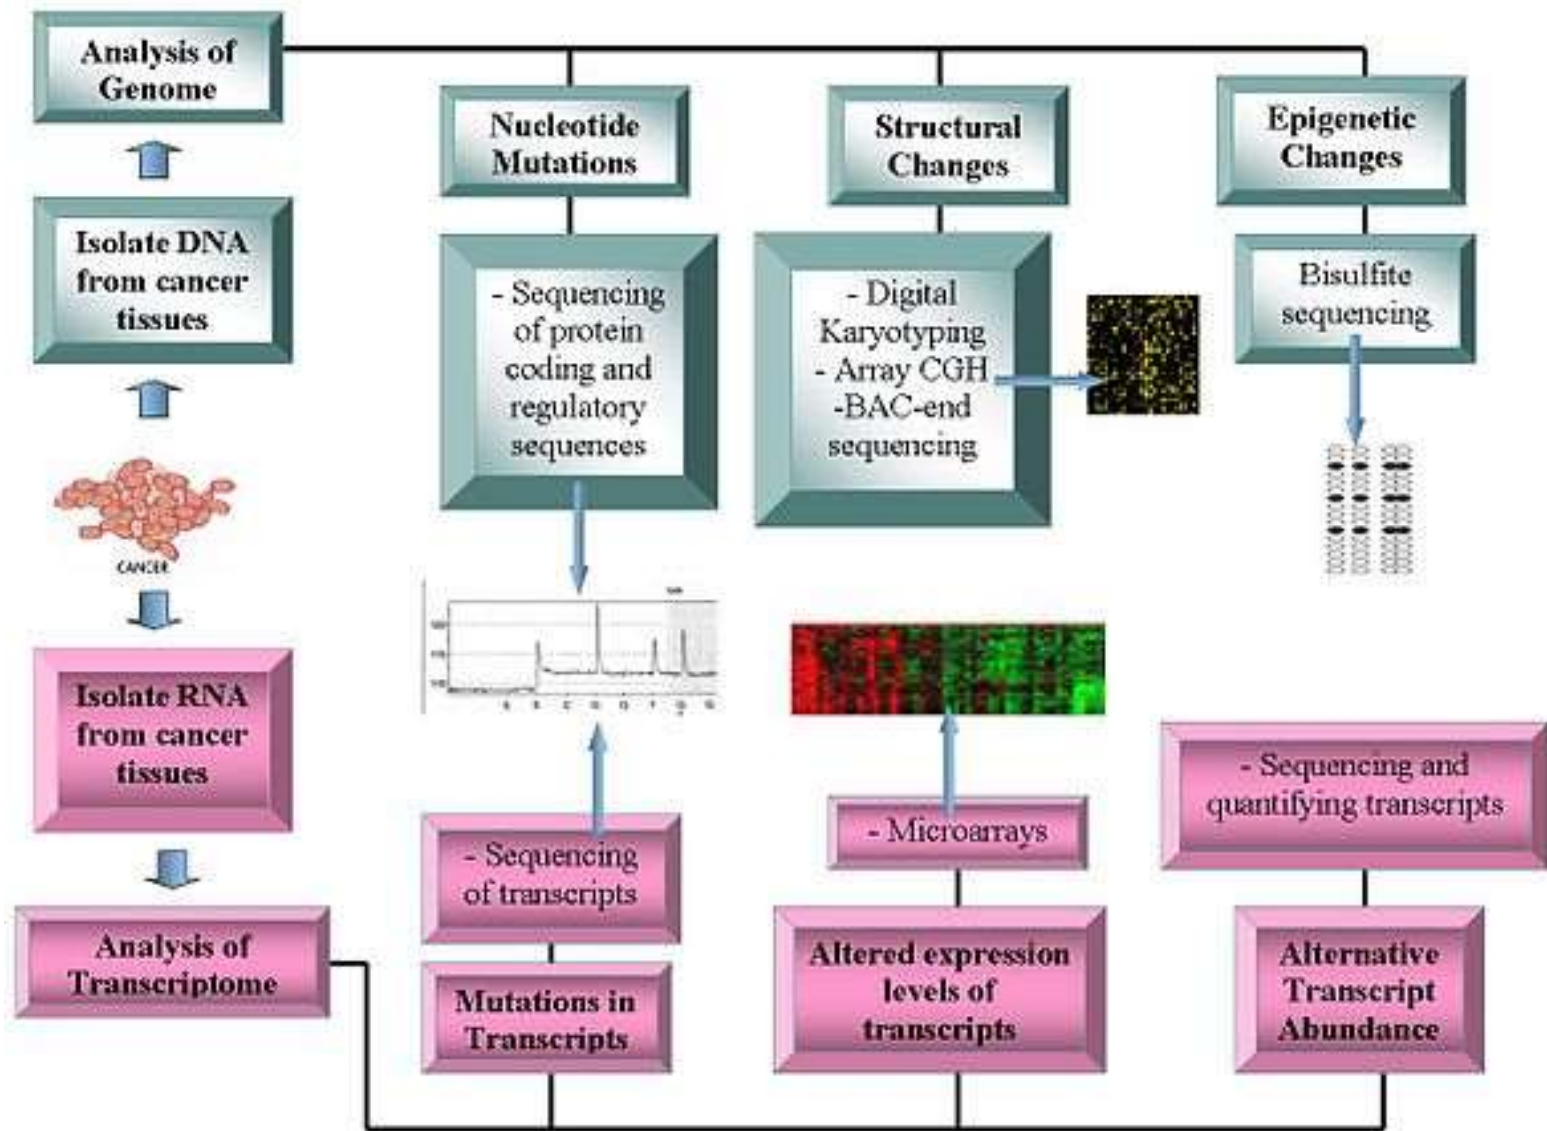 Analysis of
Genome
Nucleotide
Mutations
Structural
Changes
Epigenetic
Changes
Isolate DNA
from cancer
tissues
- Sequencing
of protein
coding and
regulatory
sequences
- Digital
Karyotyping
- Array CGH
-BAC-end
sequencing
Bisulfite
sequencing
CANCER
Isolate RNA
from cancer
tissues
- Sequencing
of transcripts
- Microarrays
- Sequencing and
quantifying transcripts
Analysis of
Transcriptome
Mutations in
Transcripts
Altered expression
levels of
transcripts
Alternative
Transcript
Abundance